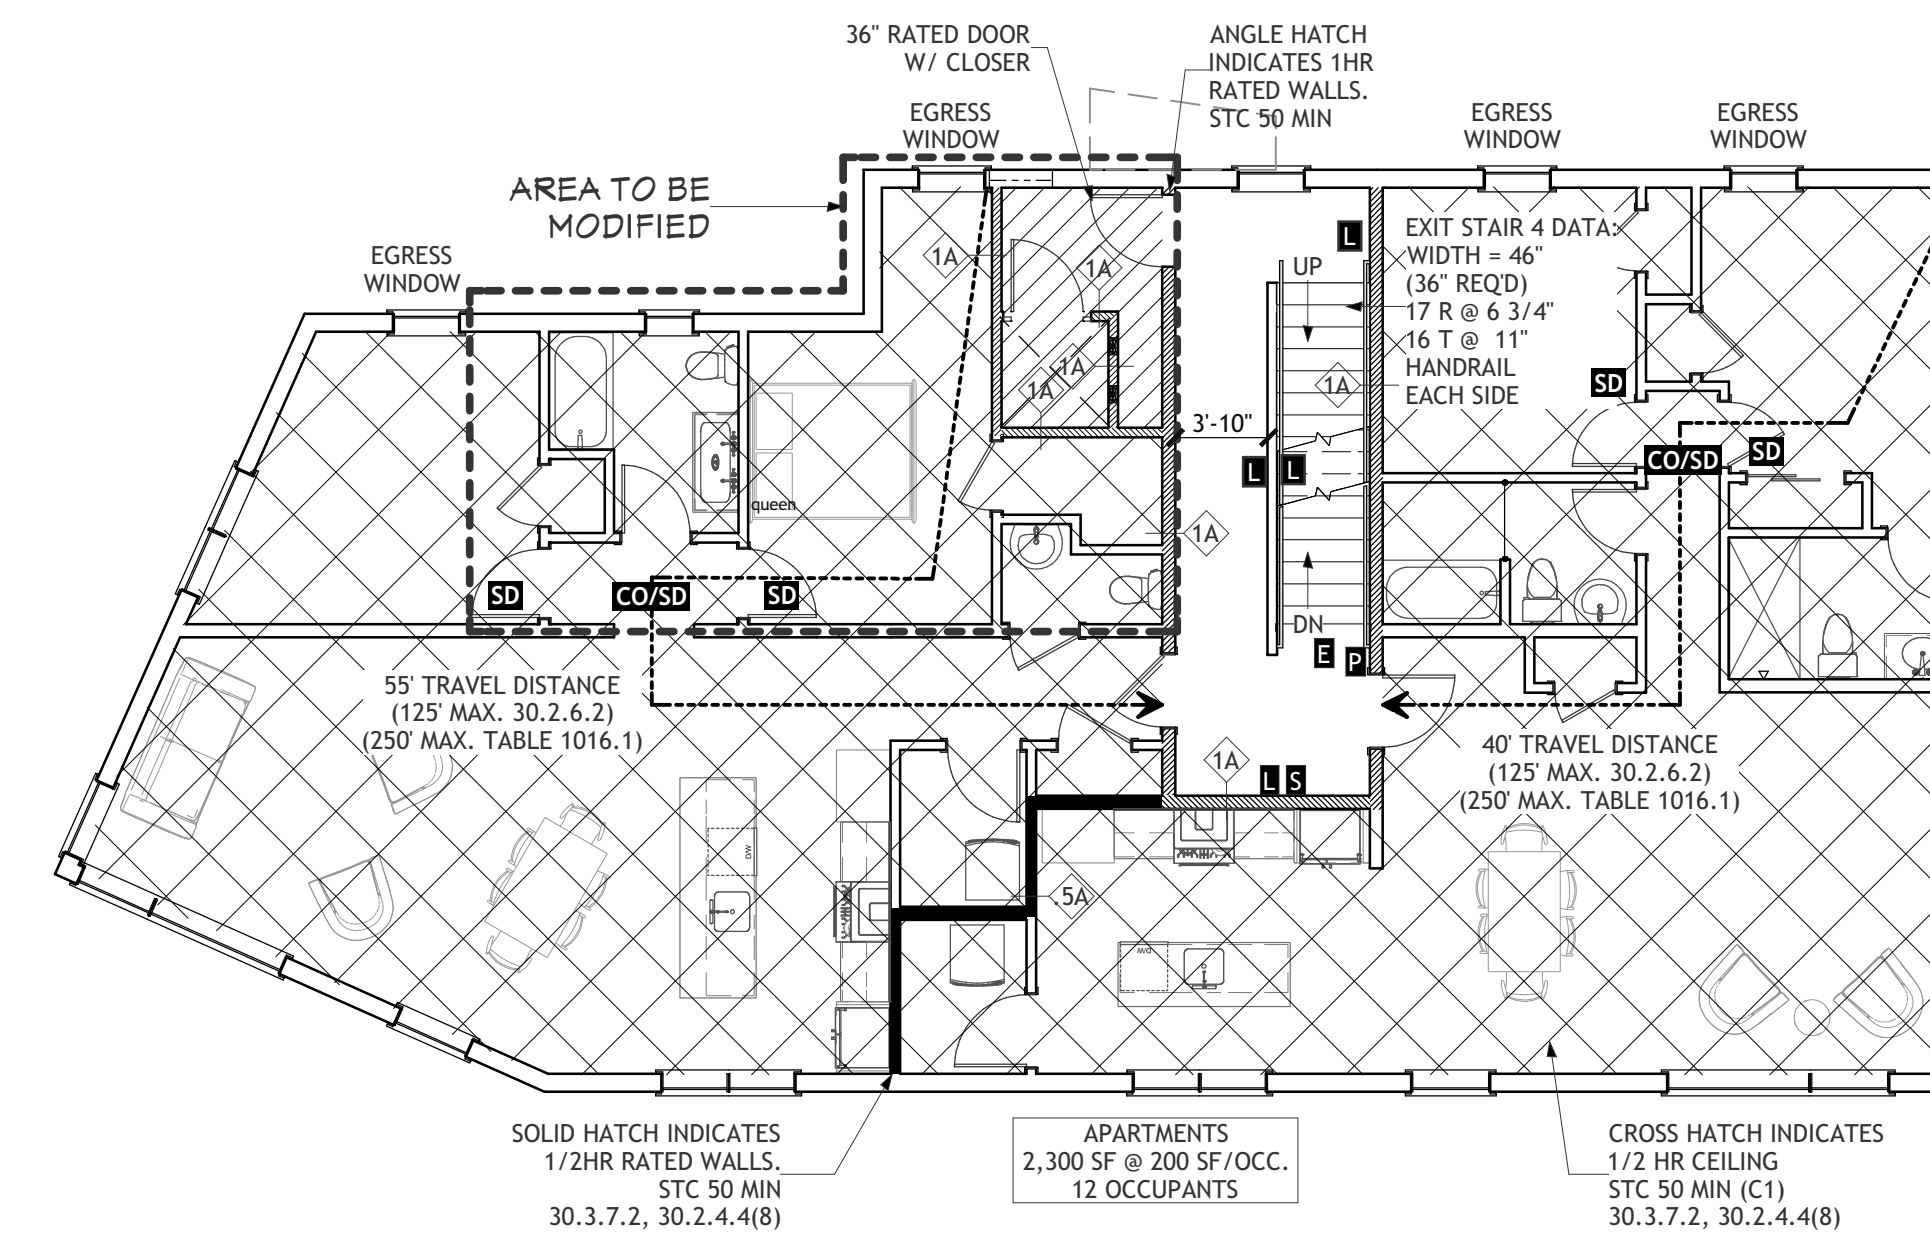 36" RATED DOOR
W/ CLOSER
ANGLE HATCH
INDICATES 1HR
RATED WALLS.
STC 50 MIN
EGRESS
WINDOW
EGRESS
WINDOW
EGRESS
WINDOW
AREA TO BE
MODIFIED
EGRESS
WINDOW
1A
1A
L
UP
EXIT STAIR 4 DATA:
WIDTH = 46"
(36" REQ'D)
17 R @ 6 3/4"
16 T @ 11"
HANDRAIL
EACH SIDE
1A
1A
1A
SD
3'-10"
L
L
CO/SD
SD
queen
1A
SD
CO/SD
SD
DN
E
P
55' TRAVEL DISTANCE
(125' MAX. 30.2.6.2)
(250' MAX. TABLE 1016.1)
40' TRAVEL DISTANCE
(125' MAX. 30.2.6.2)
(250' MAX. TABLE 1016.1)
1A
L
S
D/W
.5A
D/W
SOLID HATCH INDICATES
1/2HR RATED WALLS.
STC 50 MIN
30.3.7.2, 30.2.4.4(8)
APARTMENTS
2,300 SF @ 200 SF/OCC.
12 OCCUPANTS
CROSS HATCH INDICATES
1/2 HR CEILING
STC 50 MIN (C1)
30.3.7.2, 30.2.4.4(8)